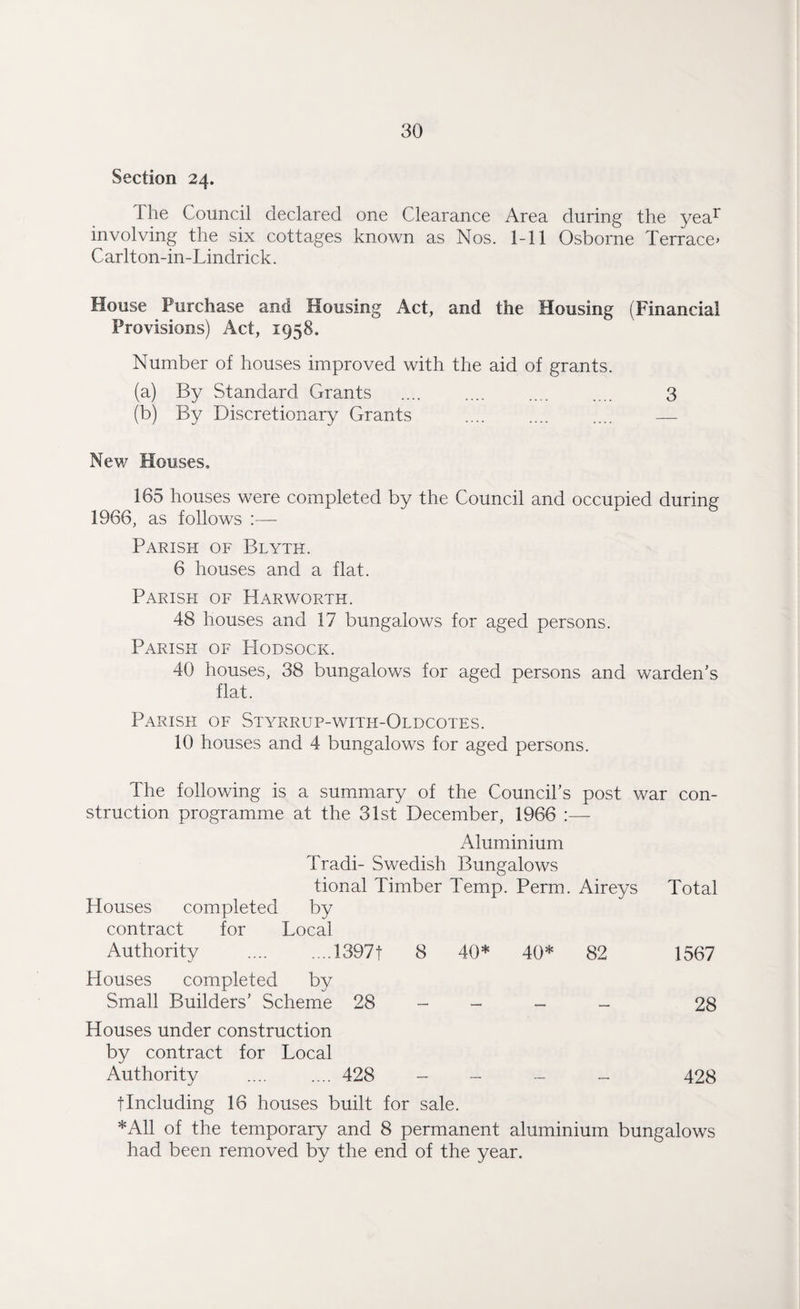 30
Section 24.
The Council declared one Clearance Area during the year
involving the six cottages known as Nos. 1-11 Osborne Terrace,
Carlton-in-Lindrick.
House Purchase and Housing Act, and the Housing (Financial
Provisions) Act, 1958.
Number of houses improved with the aid of grants.
(a) By Standard Grants .... .... .... .... 3
(b) By Discretionary Grants .... .... .... —
New Houses.
165 houses were completed by the Council and occupied during
1966, as follows :—
Parish of Blyth.
6 houses and a flat.
Parish of Harworth.
48 houses and 17 bungalows for aged persons.
Parish of Hodsock.
40 houses, 38 bungalows for aged persons and warden's
flat.
Parish of Styrrup-with-Oldcotes.
10 houses and 4 bungalows for aged persons.
The following is a summary of the Council's post war con-
struction programme at the 31st December, 1966 :—
Aluminium
Tradi- Swedish Bungalows
tional Timber Temp. Perm. Aireys Total
Houses completed by
contract for Local
Authority .... ....1397† 8 40* 40* 82 1567
Houses completed by
Small Builders' Scheme 28 – – – – 28
Houses under construction
by contract for Local
Authority .... .... 428 – – – – 428
†Including 16 houses built for sale.
*All of the temporary and 8 permanent aluminium bungalows
had been removed by the end of the year.